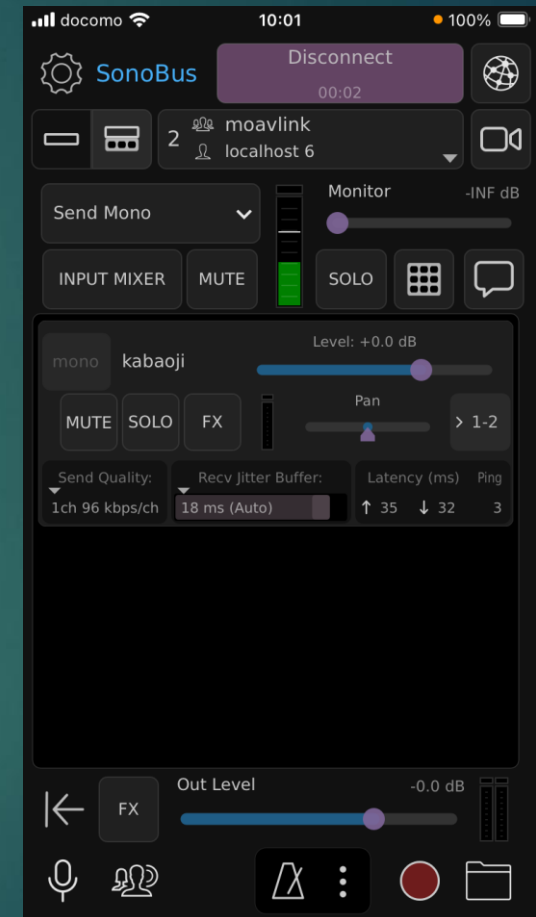 docomo 10:01 100%
SonoBus Disconnect
00:02
2 moavlink
localhost 6
Send Mono Monitor -INF dB
INPUT MIXER MUTE SOLO
mono kabaoji Level: +0.0 dB
MUTE SOLO FX Pan > 1-2
Send Quality: Recv Jitter Buffer: Latency (ms) Ping
1ch 96 kbps/ch 18 ms (Auto) ↑ 35 ↓ 32 3
Out Level -0.0 dB
FX